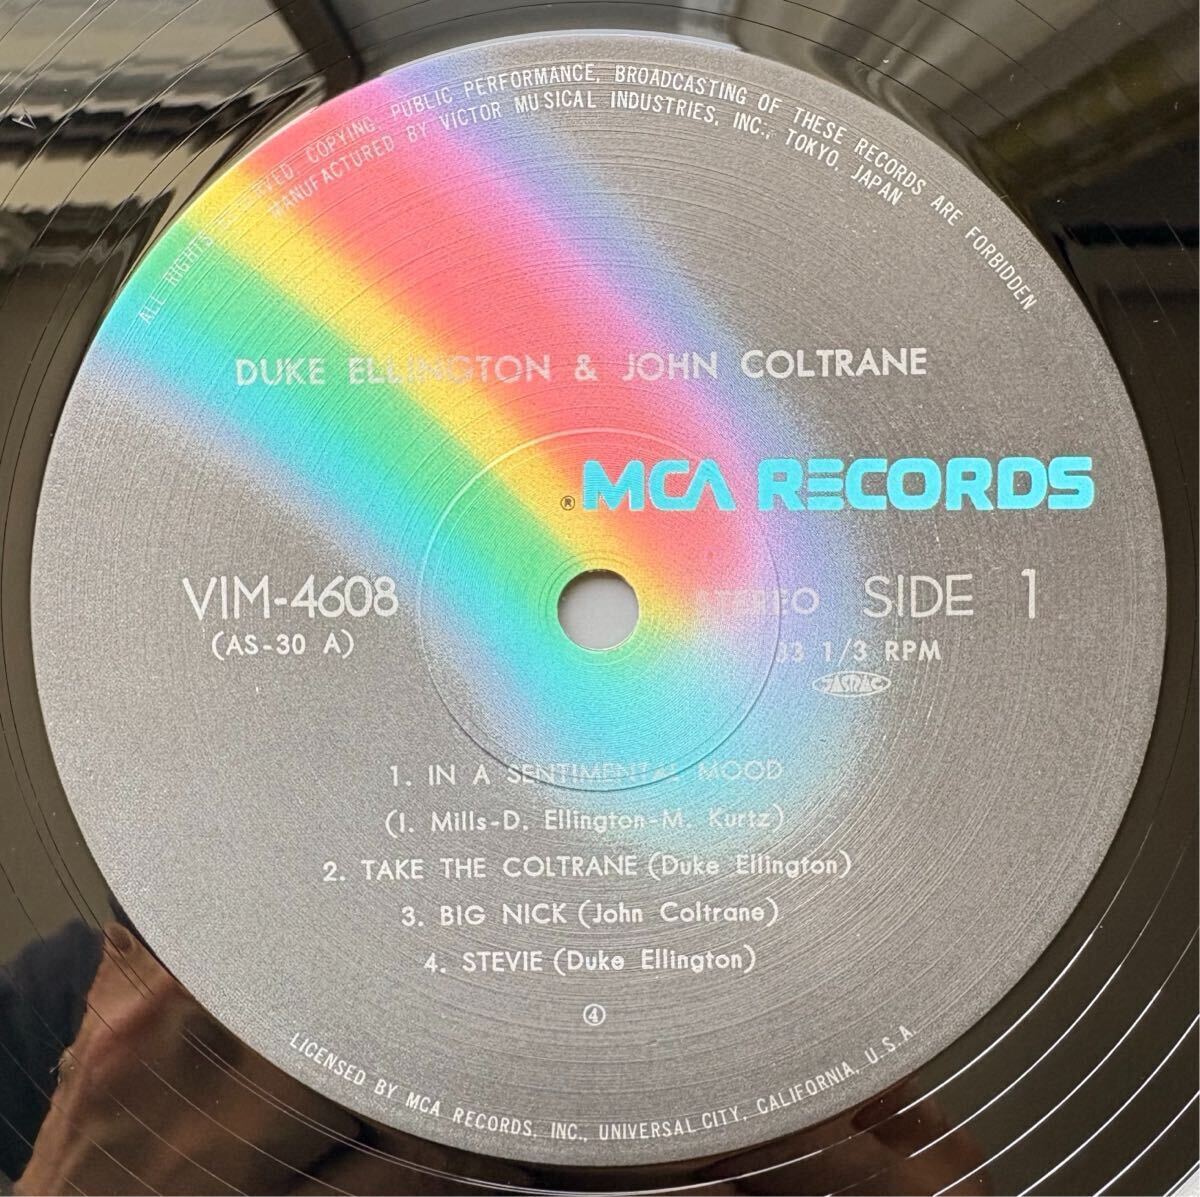 ALL RIGHTS RESERVED. COPYING, PUBLIC PERFORMANCE, BROADCASTING OF THESE RECORDS ARE FORBIDDEN
MANUFACTURED BY VICTOR MUSICAL INDUSTRIES, INC., TOKYO, JAPAN
DUKE ELLINGTON & JOHN COLTRANE
® MCA RECORDS
VIM-4608
(AS-30 A)
STEREO SIDE 1
33 1/3 RPM
JASRAC
1. IN A SENTIMENTAL MOOD
(I. Mills-D. Ellington-M. Kurtz)
2. TAKE THE COLTRANE (Duke Ellington)
3. BIG NICK (John Coltrane)
4. STEVIE (Duke Ellington)
④
LICENSED BY MCA RECORDS, INC., UNIVERSAL CITY, CALIFORNIA, U.S.A.